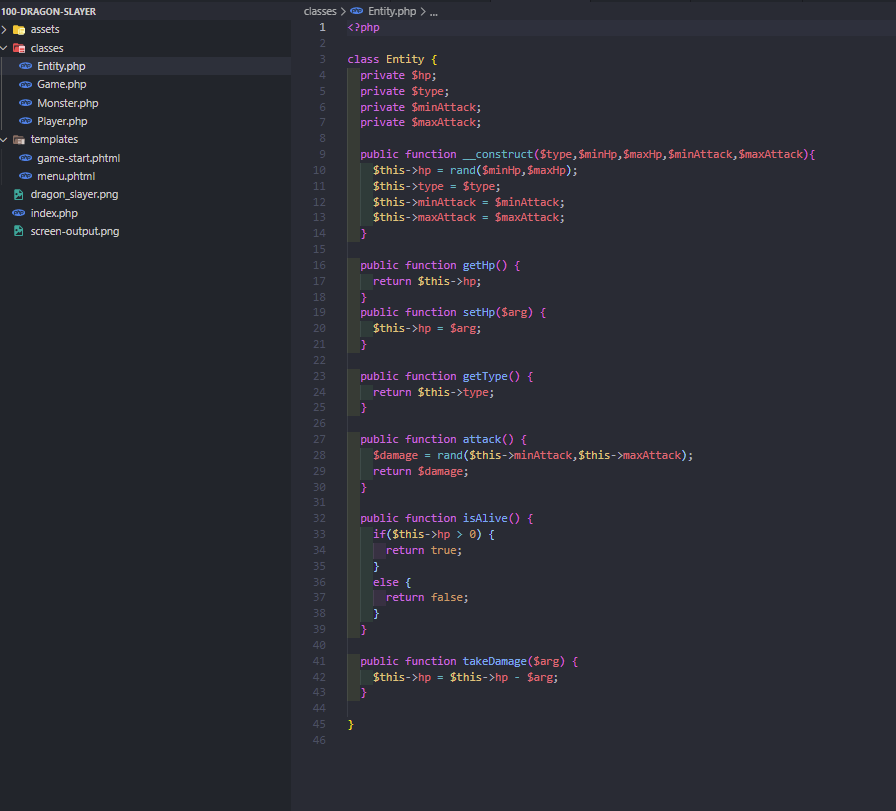 100-DRAGON-SLAYER
assets
classes
Entity.php
Game.php
Monster.php
Player.php
templates
game-start.phtml
menu.phtml
dragon_slayer.png
index.php
screen-output.png
classes > Entity.php > ...
1 <?php
2
3 class Entity {
4 private $hp;
5 private $type;
6 private $minAttack;
7 private $maxAttack;
8
9 public function __construct($type,$minHp,$maxHp,$minAttack,$maxAttack){
10 $this->hp = rand($minHp,$maxHp);
11 $this->type = $type;
12 $this->minAttack = $minAttack;
13 $this->maxAttack = $maxAttack;
14 }
15
16 public function getHp() {
17 return $this->hp;
18 }
19 public function setHp($arg) {
20 $this->hp = $arg;
21 }
22
23 public function getType() {
24 return $this->type;
25 }
26
27 public function attack() {
28 $damage = rand($this->minAttack,$this->maxAttack);
29 return $damage;
30 }
31
32 public function isAlive() {
33 if($this->hp > 0) {
34 return true;
35 }
36 else {
37 return false;
38 }
39 }
40
41 public function takeDamage($arg) {
42 $this->hp = $this->hp - $arg;
43 }
44
45 }
46